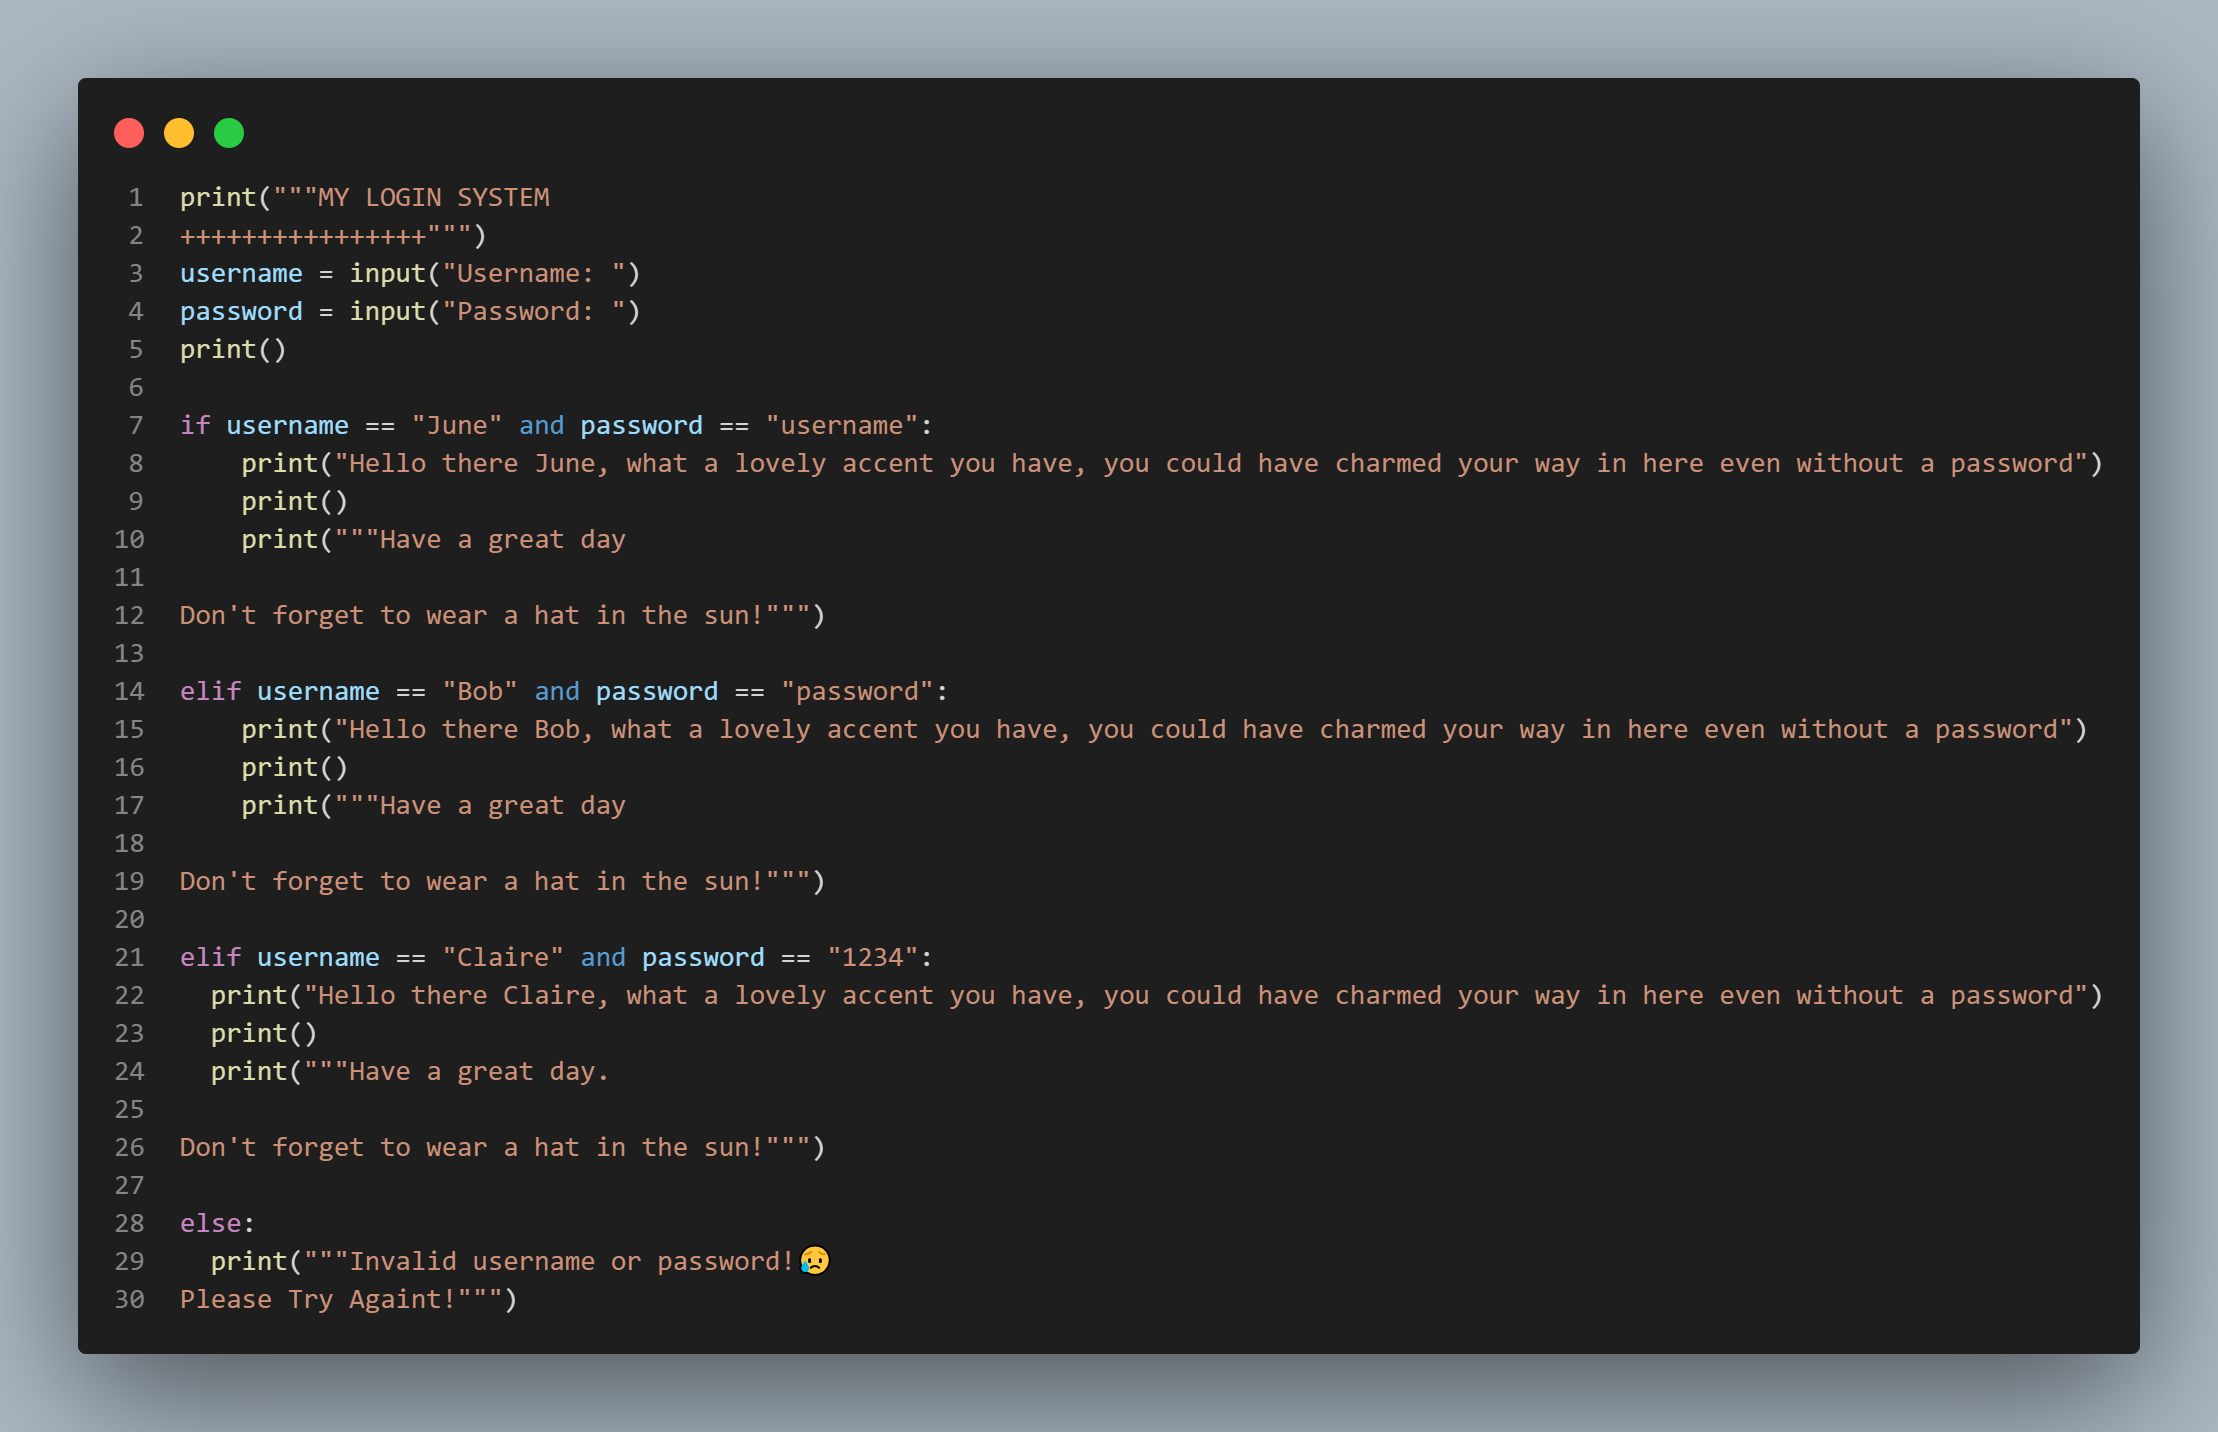 1 print("""MY LOGIN SYSTEM
2 ++++++++++++++++""")
3 username = input("Username: ")
4 password = input("Password: ")
5 print()
6
7 if username == "June" and password == "username":
8     print("Hello there June, what a lovely accent you have, you could have charmed your way in here even without a password")
9     print()
10     print("""Have a great day
11
12 Don't forget to wear a hat in the sun!""")
13
14 elif username == "Bob" and password == "password":
15     print("Hello there Bob, what a lovely accent you have, you could have charmed your way in here even without a password")
16     print()
17     print("""Have a great day
18
19 Don't forget to wear a hat in the sun!""")
20
21 elif username == "Claire" and password == "1234":
22   print("Hello there Claire, what a lovely accent you have, you could have charmed your way in here even without a password")
23   print()
24   print("""Have a great day.
25
26 Don't forget to wear a hat in the sun!""")
27
28 else:
29   print("""Invalid username or password!😥
30 Please Try Againt!""")